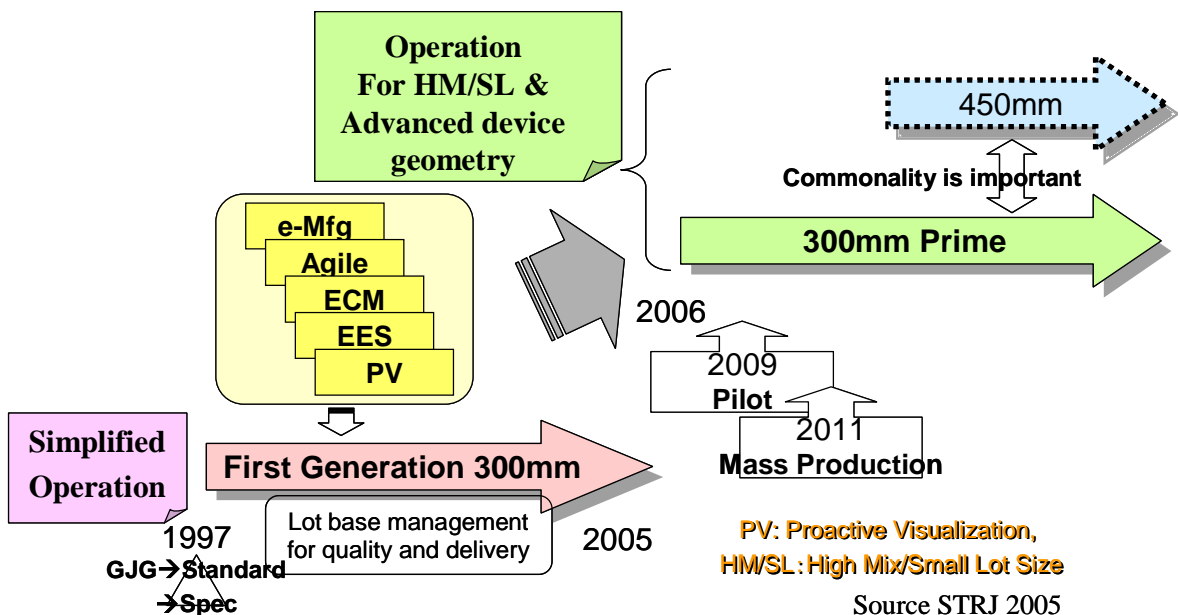 Operation
For HM/SL &
Advanced device
geometry
450mm
Commonality is important
300mm Prime
e-Mfg
Agile
ECM
EES
PV
2006
2009
Pilot
2011
Mass Production
Simplified
Operation
First Generation 300mm
Lot base management
for quality and delivery
1997
2005
GJG→Standard
→Spec
PV: Proactive Visualization,
HM/SL：High Mix/Small Lot Size
Source STRJ 2005